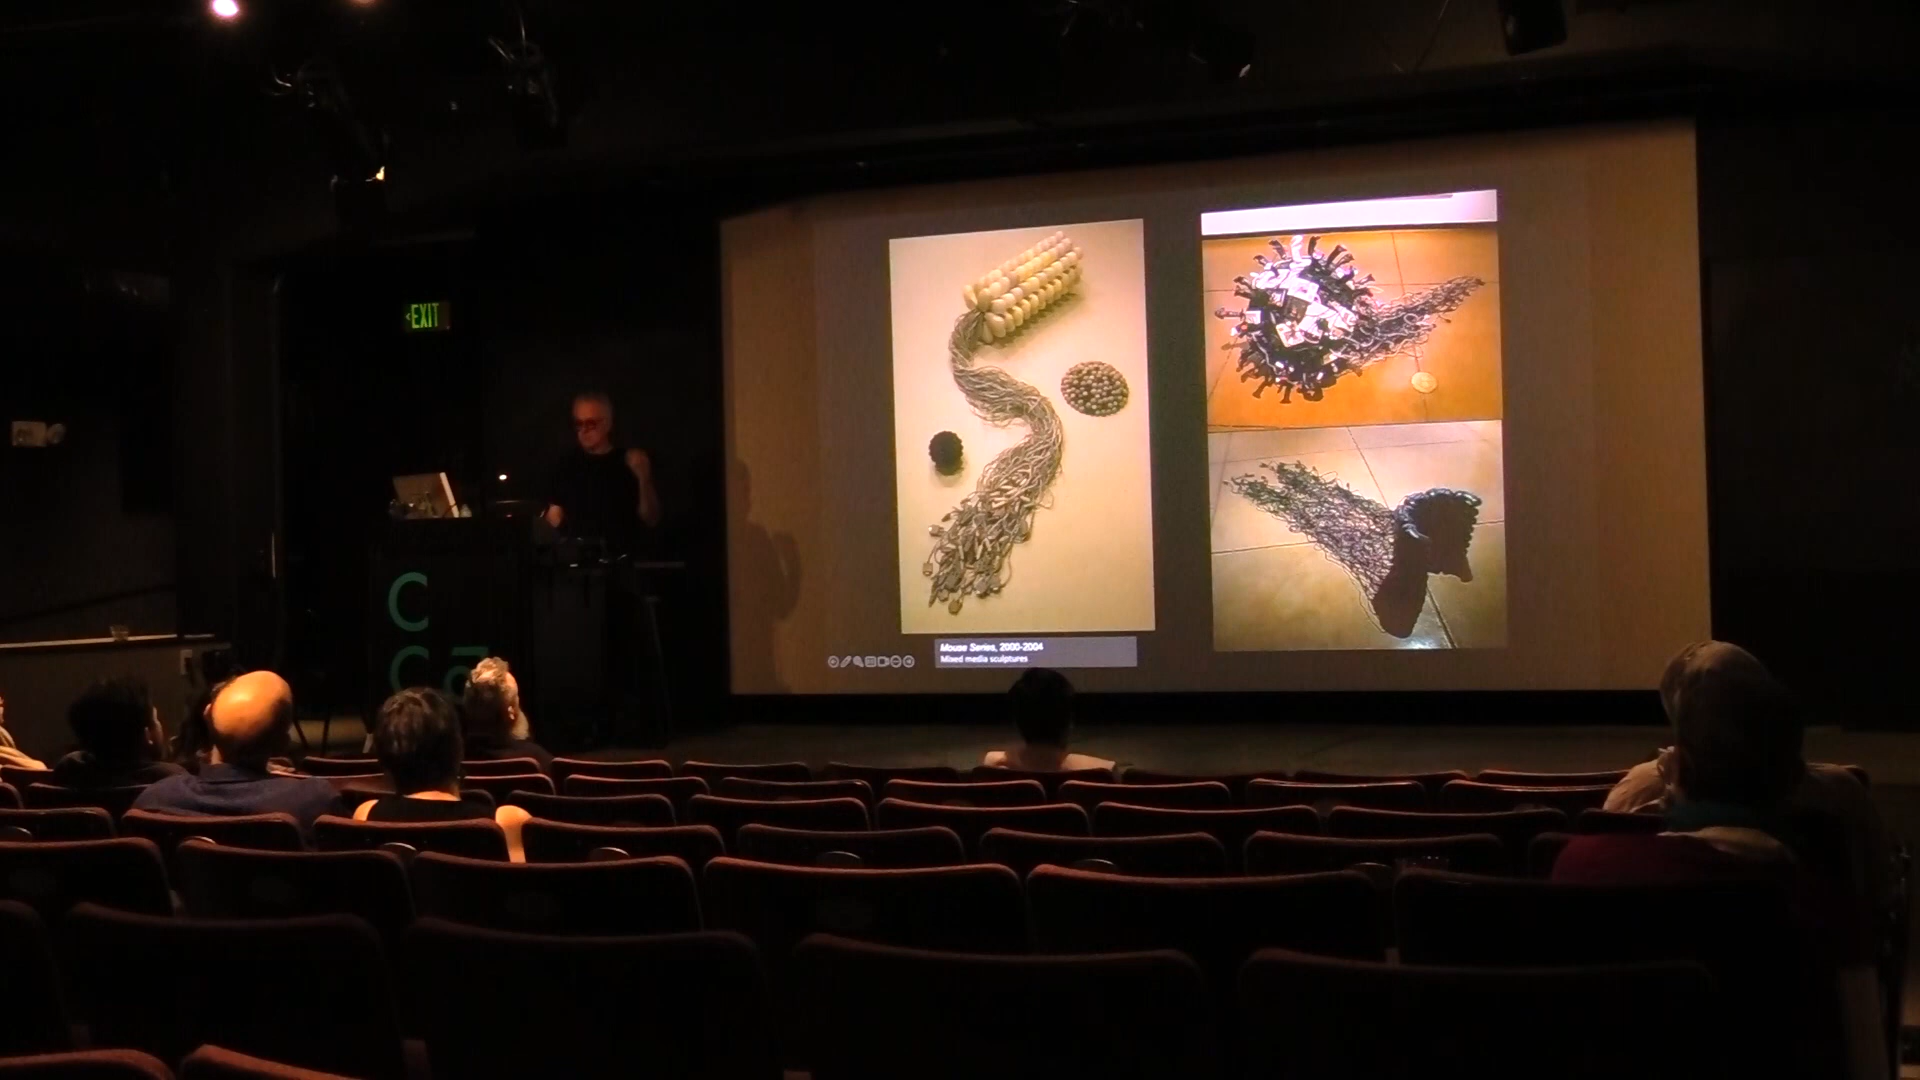 EXIT
C
C
Mouse Series, 2000-2004
Mixed media sculptures